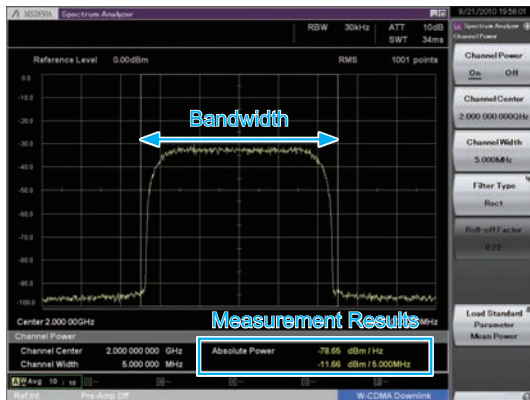 MS2830A Spectrum Analyzer
9/21/2010 19:56:01
RBW 30kHz ATT 10dB
SWT 34ms
Reference Level 0.00dBm RMS 1001 points
Spectrum Analyzer
Channel Power
Channel Power
On Off
Channel Center
2.000 000 000GHz
Channel Width
5.000MHz
Filter Type
Rect
Roll-off Factor
0.22
Load Standard
Parameter
Mean Power
0.0
-10.0
-20.0
-30.0
-40.0
-50.0
-60.0
-70.0
-80.0
-90.0
-100.0
Bandwidth
Measurement Results
Center 2.000 00GHz MHz
Channel Power
Channel Center 2.000 000 000 GHz Absolute Power -78.65 dBm / Hz
Channel Width 5.000 000 MHz -11.66 dBm / 5.000MHz
Avg 10 / 10
Ref.Int Pre-Amp Off W-CDMA Downlink